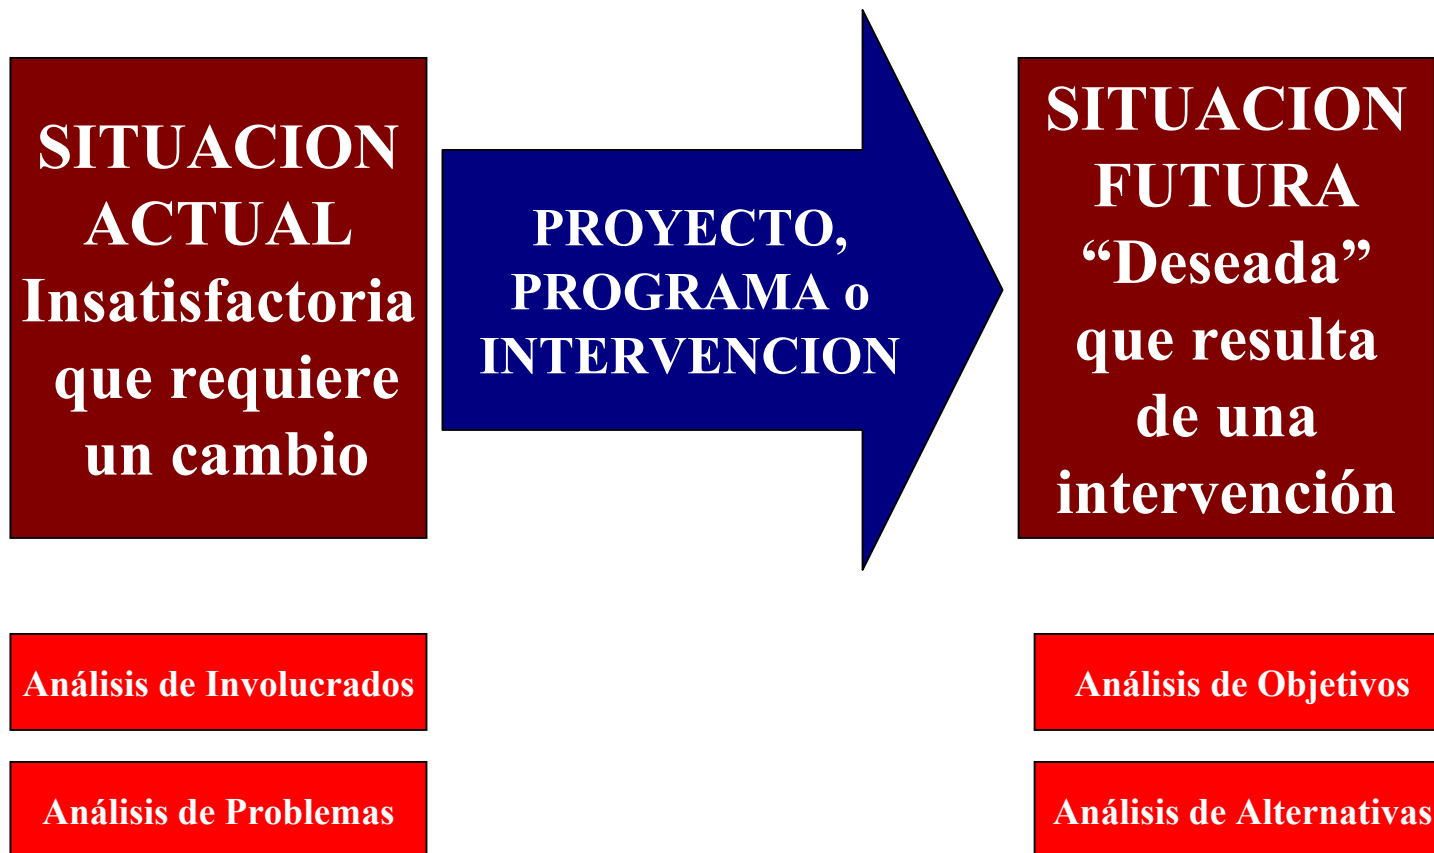 SITUACION
ACTUAL
Insatisfactoria
que requiere
un cambio
PROYECTO,
PROGRAMA o
INTERVENCION
SITUACION
FUTURA
“Deseada”
que resulta
de una
intervención
Análisis de Involucrados
Análisis de Objetivos
Análisis de Problemas
Análisis de Alternativas